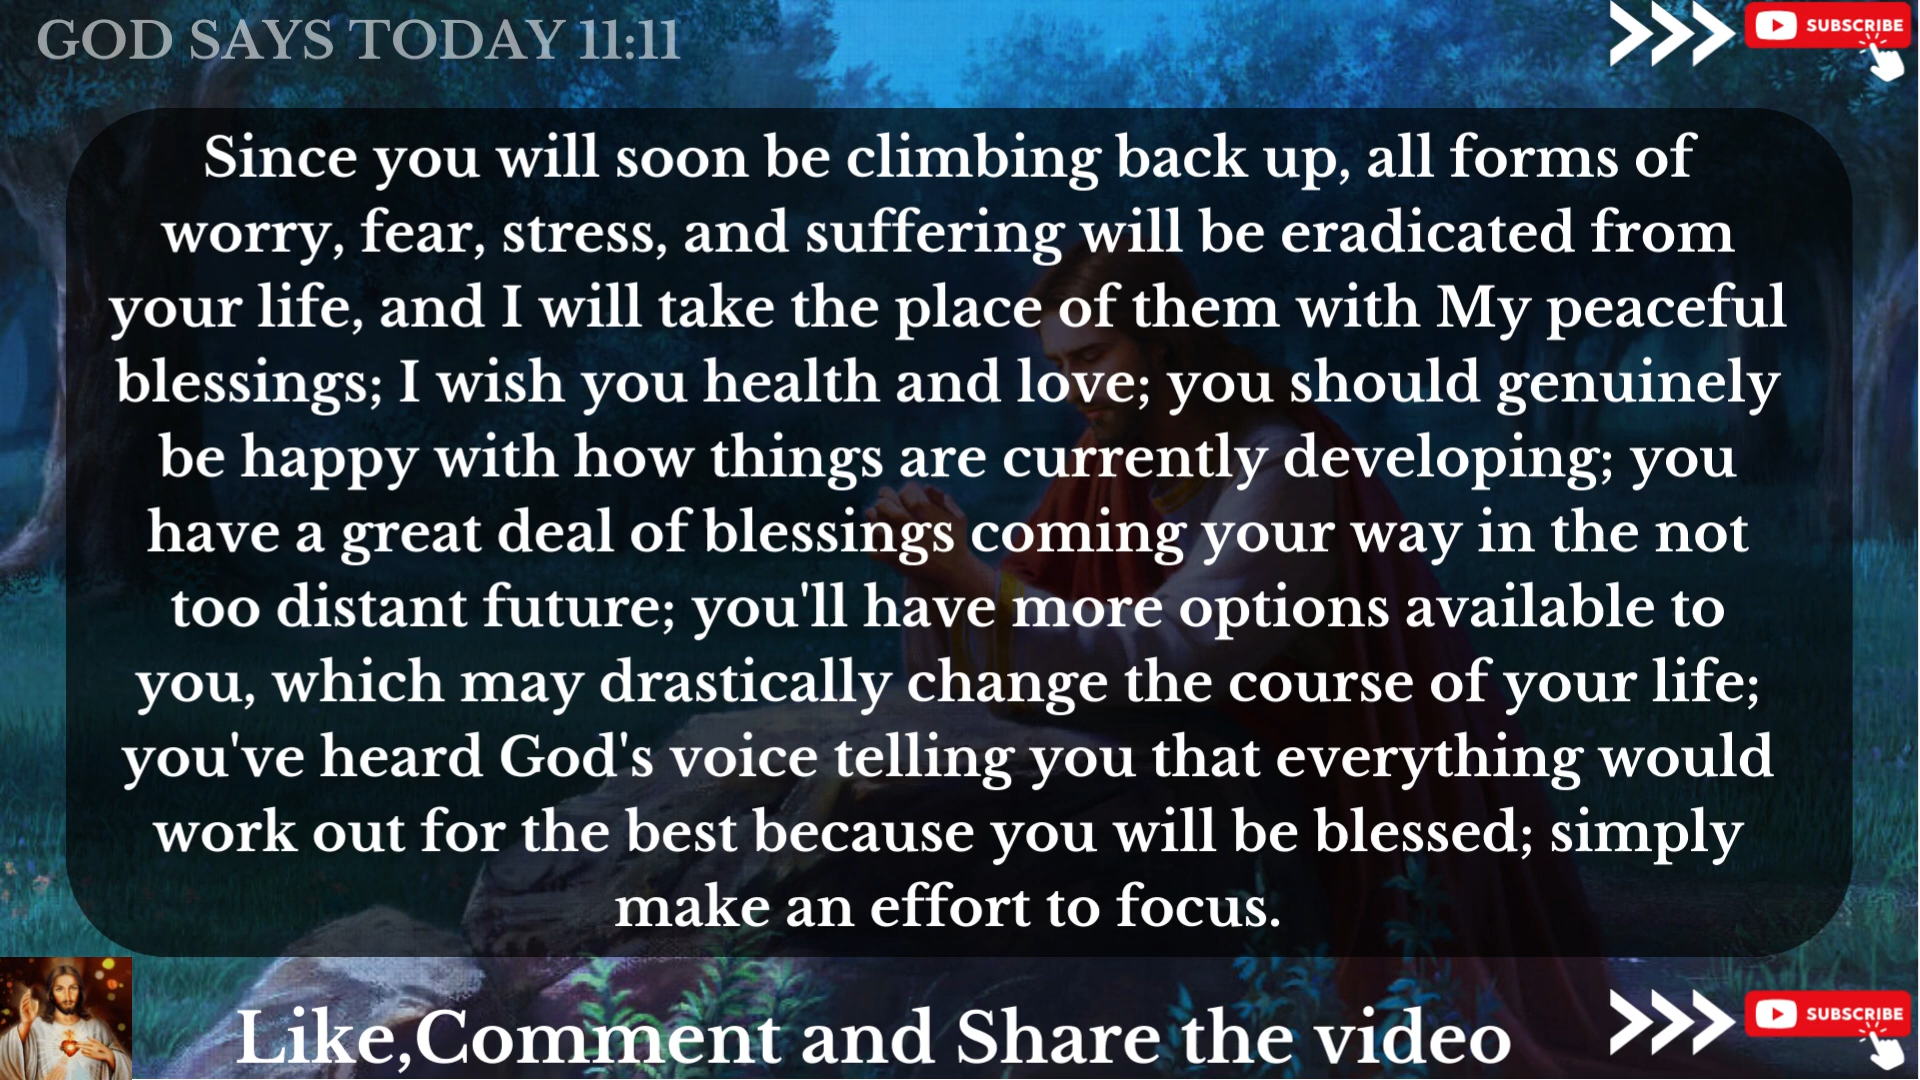 GOD SAYS TODAY 11:11
SUBSCRIBE
Since you will soon be climbing back up, all forms of
worry, fear, stress, and suffering will be eradicated from
your life, and I will take the place of them with My peaceful
blessings; I wish you health and love; you should genuinely
be happy with how things are currently developing; you
have a great deal of blessings coming your way in the not
too distant future; you'll have more options available to
you, which may drastically change the course of your life;
you've heard God's voice telling you that everything would
work out for the best because you will be blessed; simply
make an effort to focus.
Like,Comment and Share the video
SUBSCRIBE